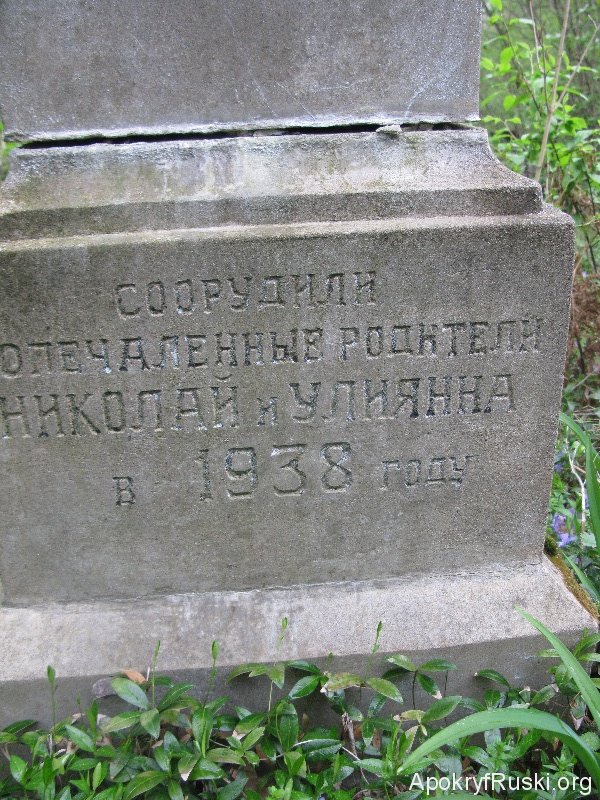 СООРУДИЛИ
ОПЕЧАЛЕННЫЕ РОДИТЕЛИ
НИКОЛАЙ и УЛИЯННА
в 1938 году
ApokryfRuski.org